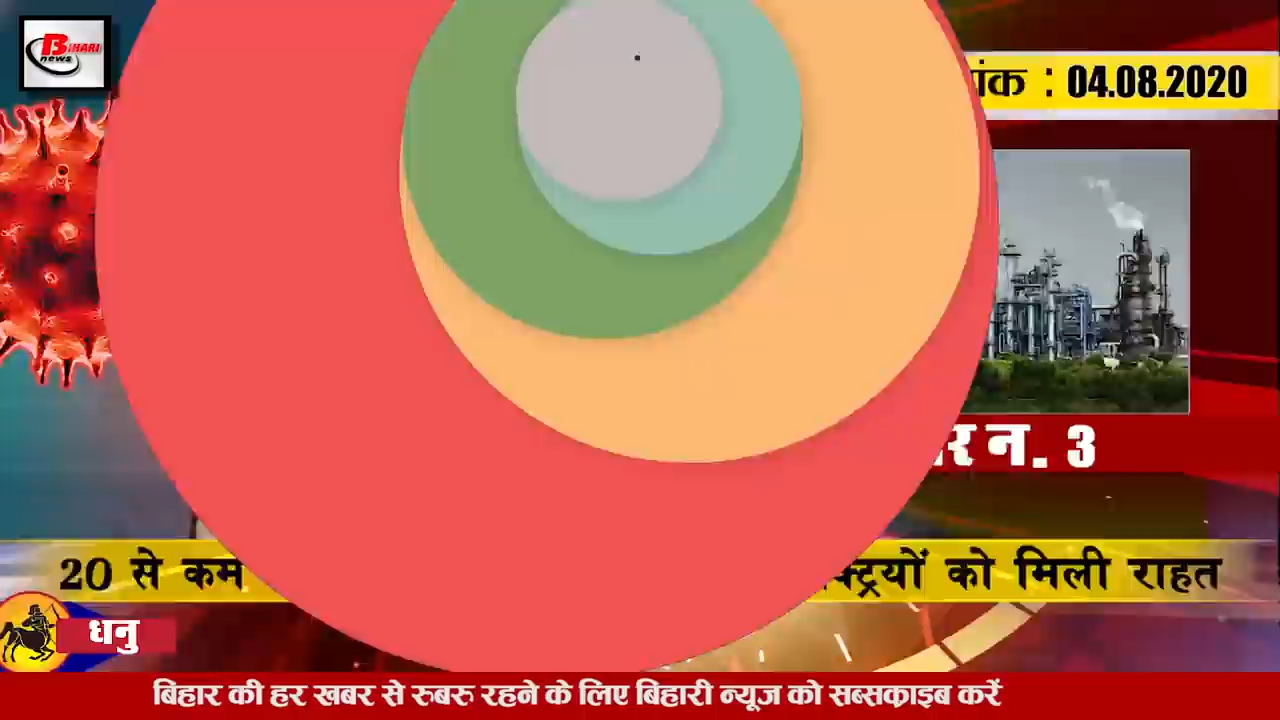 BIHARI
news
: 04.08.2020
न. 3
20 से कम
को मिली राहत
धनु
बिहार की हर खबर से रुबरु रहने के लिए बिहारी न्यूज को सब्सक्राइब करें